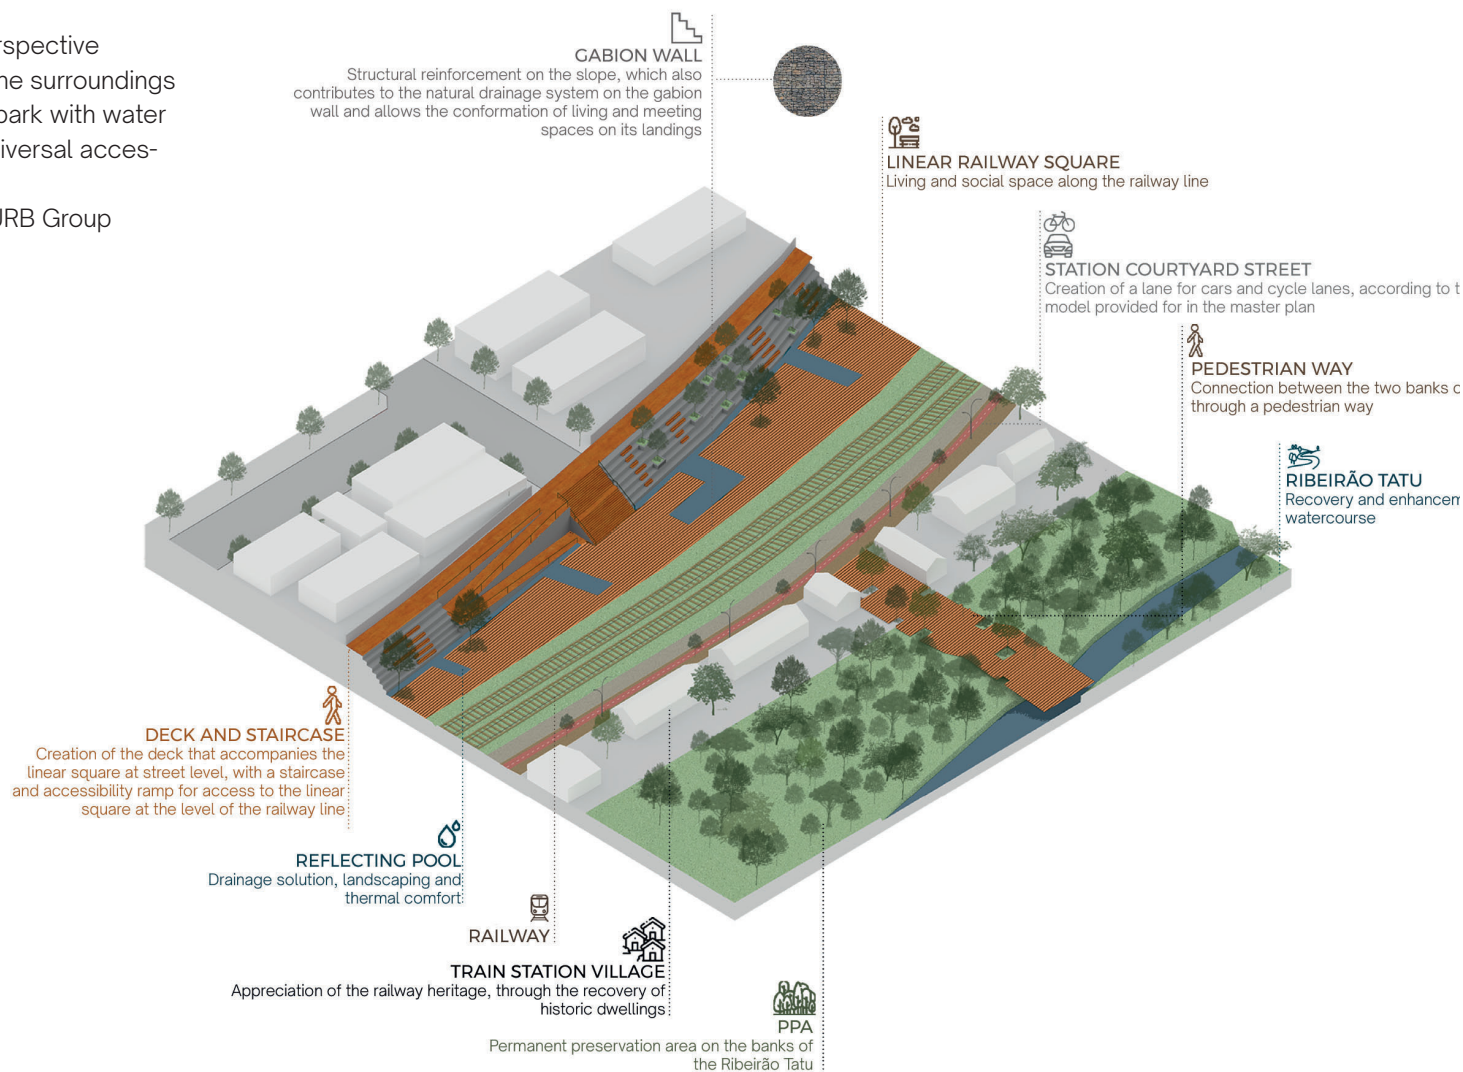 rspective
ne surroundings
park with water
iversal acces-
JRB Group
GABION WALL
Structural reinforcement on the slope, which also
contributes to the natural drainage system on the gabion
wall and allows the conformation of living and meeting
spaces on its landings
LINEAR RAILWAY SQUARE
Living and social space along the railway line
STATION COURTYARD STREET
Creation of a lane for cars and cycle lanes, according to t
model provided for in the master plan
PEDESTRIAN WAY
Connection between the two banks o
through a pedestrian way
RIBEIRÃO TATU
Recovery and enhancem
watercourse
DECK AND STAIRCASE
Creation of the deck that accompanies the
linear square at street level, with a staircase
and accessibility ramp for access to the linear
square at the level of the railway line
REFLECTING POOL
Drainage solution, landscaping and
thermal comfort
RAILWAY
TRAIN STATION VILLAGE
Appreciation of the railway heritage, through the recovery of
historic dwellings
PPA
Permanent preservation area on the banks of
the Ribeirão Tatu